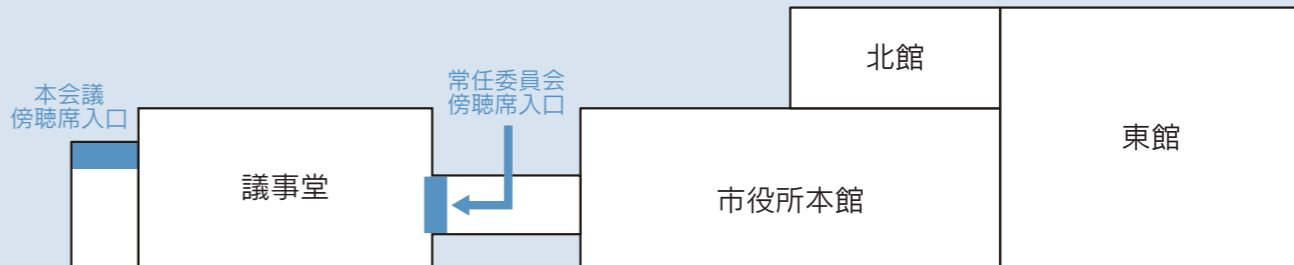 本会議
傍聴席入口
議事堂
常任委員会
傍聴席入口
市役所本館
北館
東館